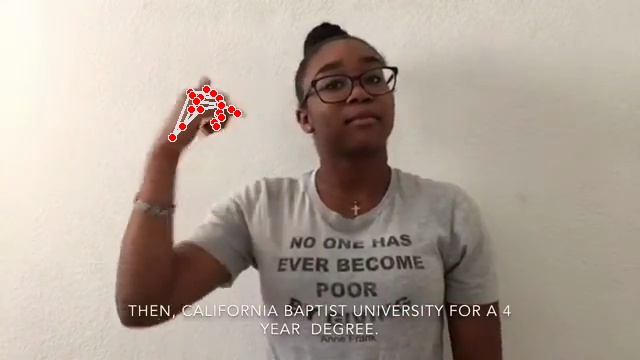 NO ONE HAS
EVER BECOME
POOR
THEN, CALIFORNIA BAPTIST UNIVERSITY FOR A 4
YEAR DEGREE.
Anne Frank